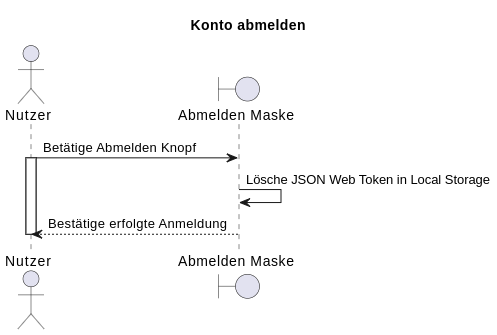 Konto abmelden
Nutzer
Abmelden Maske
Betätige Abmelden Knopf
Lösche JSON Web Token in Local Storage
Bestätige erfolgte Anmeldung
Nutzer
Abmelden Maske